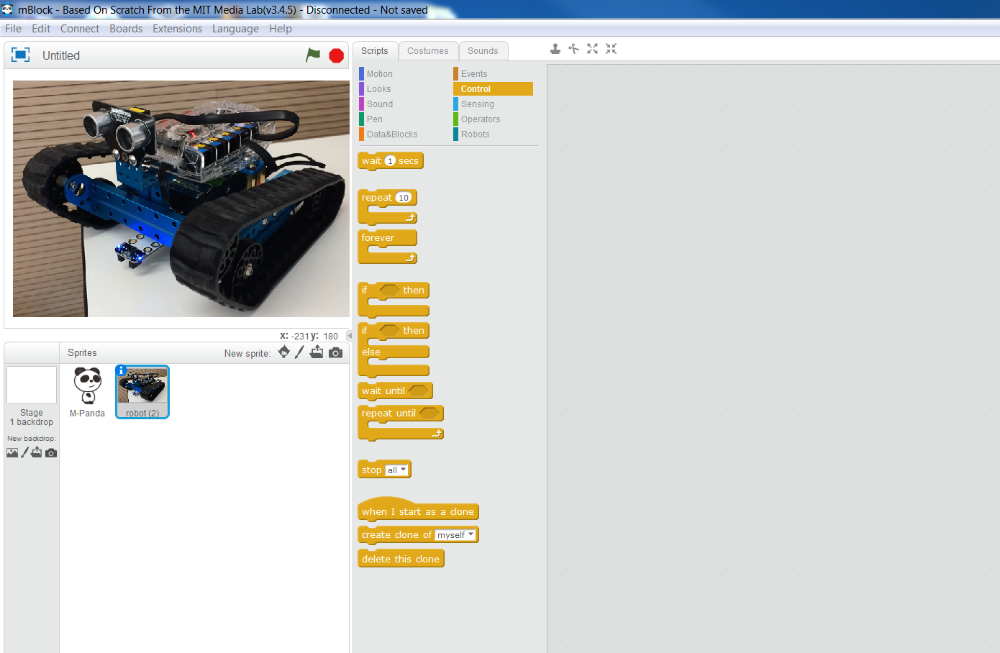 mBlock - Based On Scratch From the MIT Media Lab(v3.4.5) - Disconnected - Not saved
File Edit Connect Boards Extensions Language Help
Untitled
Scripts Costumes Sounds
Motion Events
Looks Control
Sound Sensing
Pen Operators
Data&Blocks Robots
wait 1 secs
repeat 10
forever
if then
if then
else
wait until
repeat until
stop all
when I start as a clone
create clone of myself
delete this clone
Makeblock
x: -231 y: 180
Sprites New sprite:
M-Panda robot (2)
Stage
1 backdrop
New backdrop: